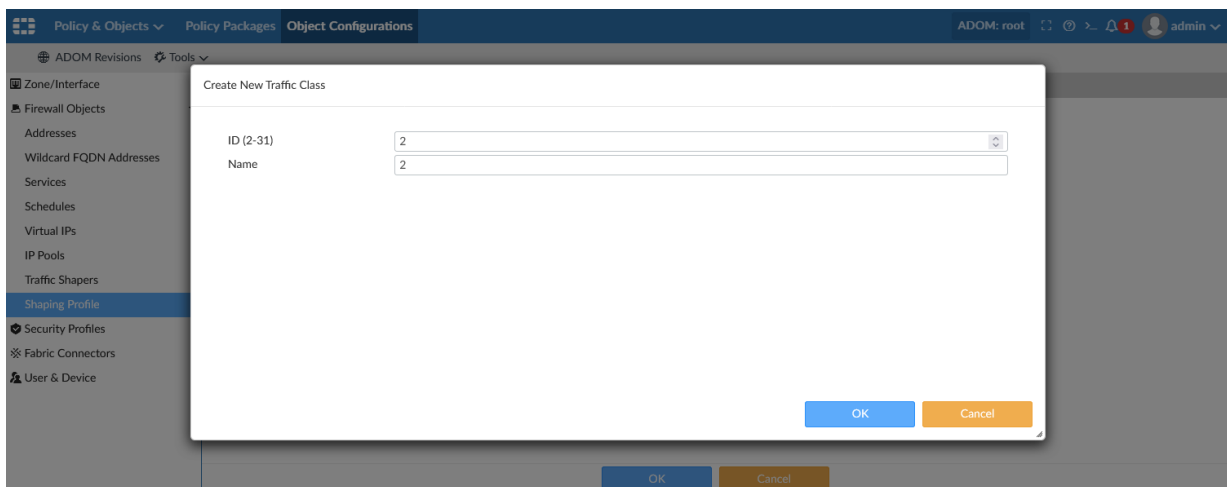 Policy & Objects Policy Packages Object Configurations ADOM: root 1 admin
ADOM Revisions Tools
Zone/Interface
Create New Traffic Class
Firewall Objects
Addresses
ID (2-31) 2
Wildcard FQDN Addresses
Name 2
Services
Schedules
Virtual IPs
IP Pools
Traffic Shapers
Shaping Profile
Security Profiles
Fabric Connectors
User & Device
OK Cancel
OK Cancel